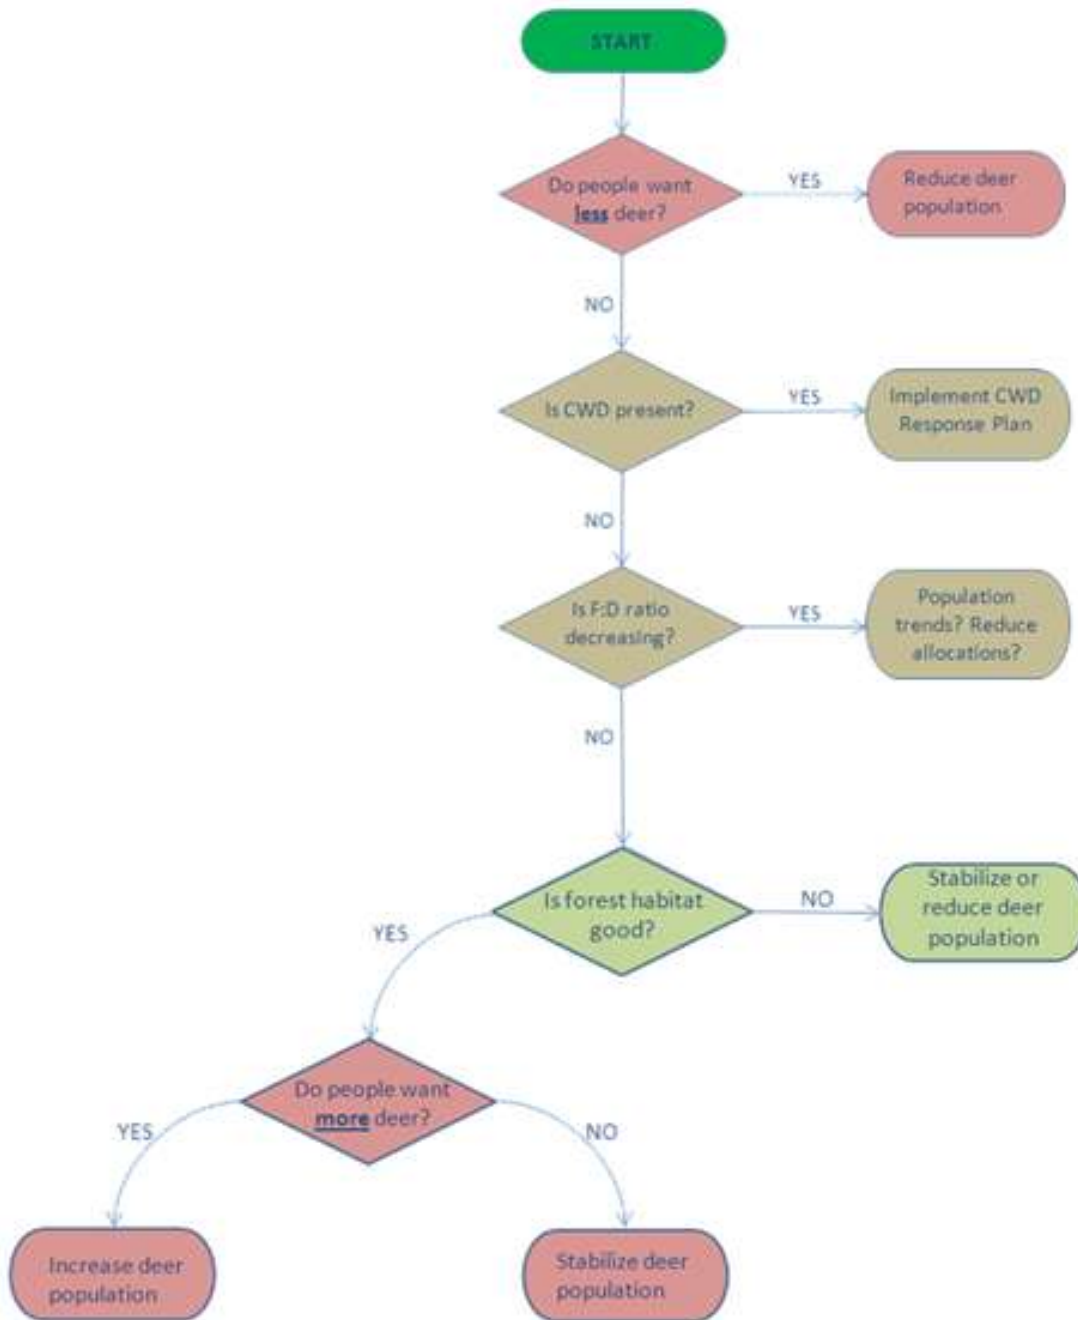 START
Do people want
less deer?
YES
Reduce deer
population
NO
Is CWD present?
YES
Implement CWD
Response Plan
NO
Is F:D ratio
decreasing?
YES
Population
trends? Reduce
allocations?
NO
Is forest habitat
good?
NO
Stabilize or
reduce deer
population
YES
Do people want
more deer?
YES
NO
Increase deer
population
Stabilize deer
population